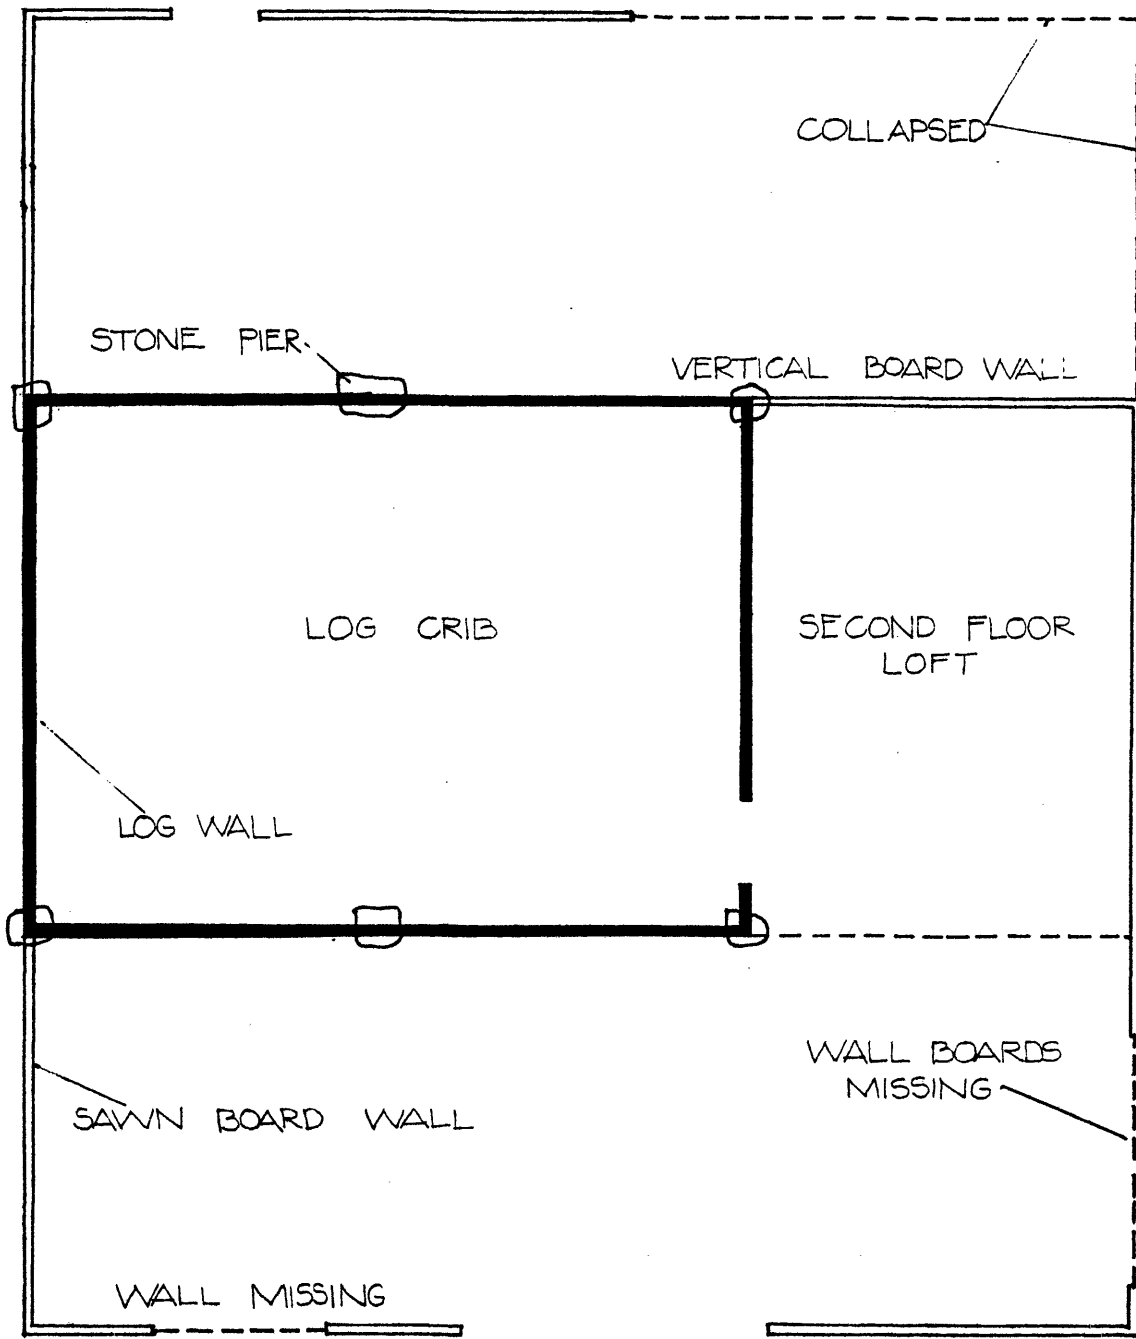 COLLAPSED
STONE PIER
VERTICAL BOARD WALL
LOG CRIB
SECOND FLOOR
LOFT
LOG WALL
WALL BOARDS
MISSING
SAWN BOARD WALL
WALL MISSING